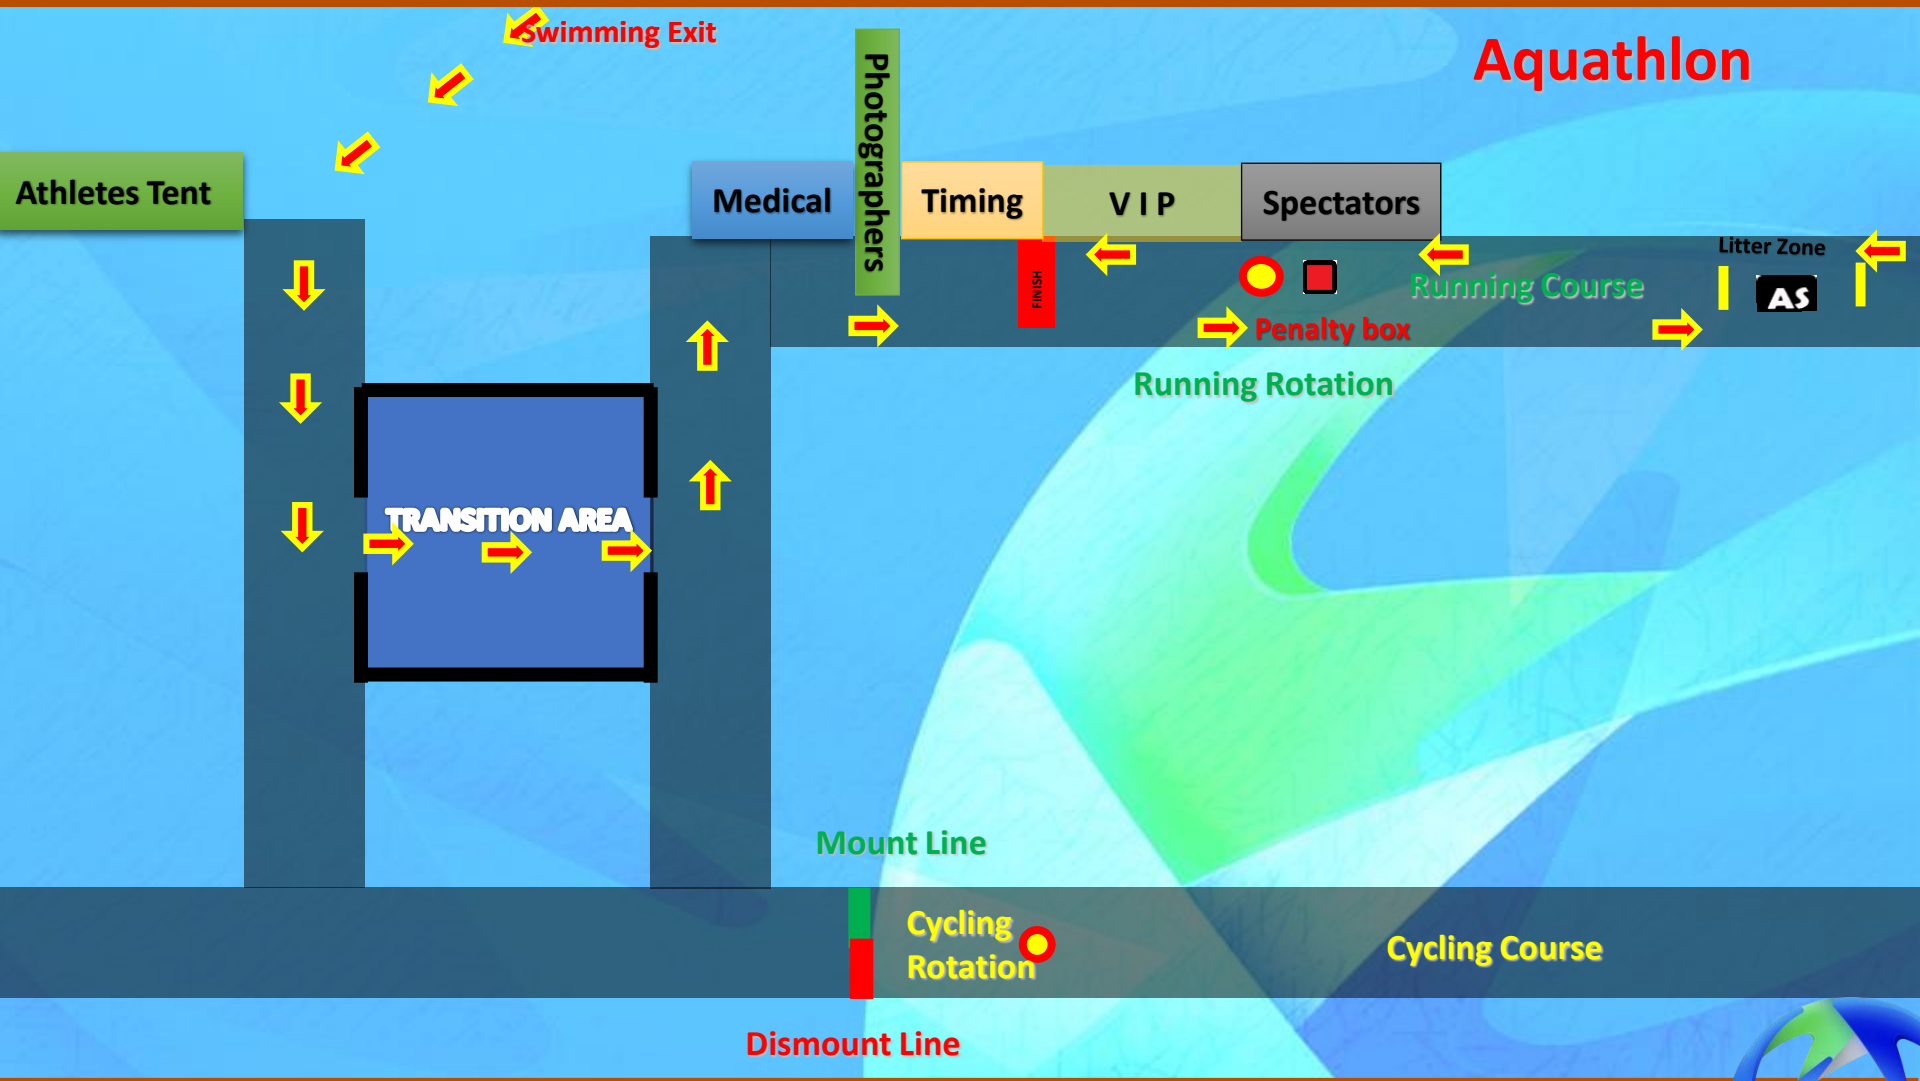 Swimming Exit
Aquathlon
Photographers
Athletes Tent
Medical
Timing
V I P
Spectators
Litter Zone
FINISH
Running Course
AS
Penalty box
Running Rotation
TRANSITION AREA
Mount Line
Cycling
Rotation
Cycling Course
Dismount Line